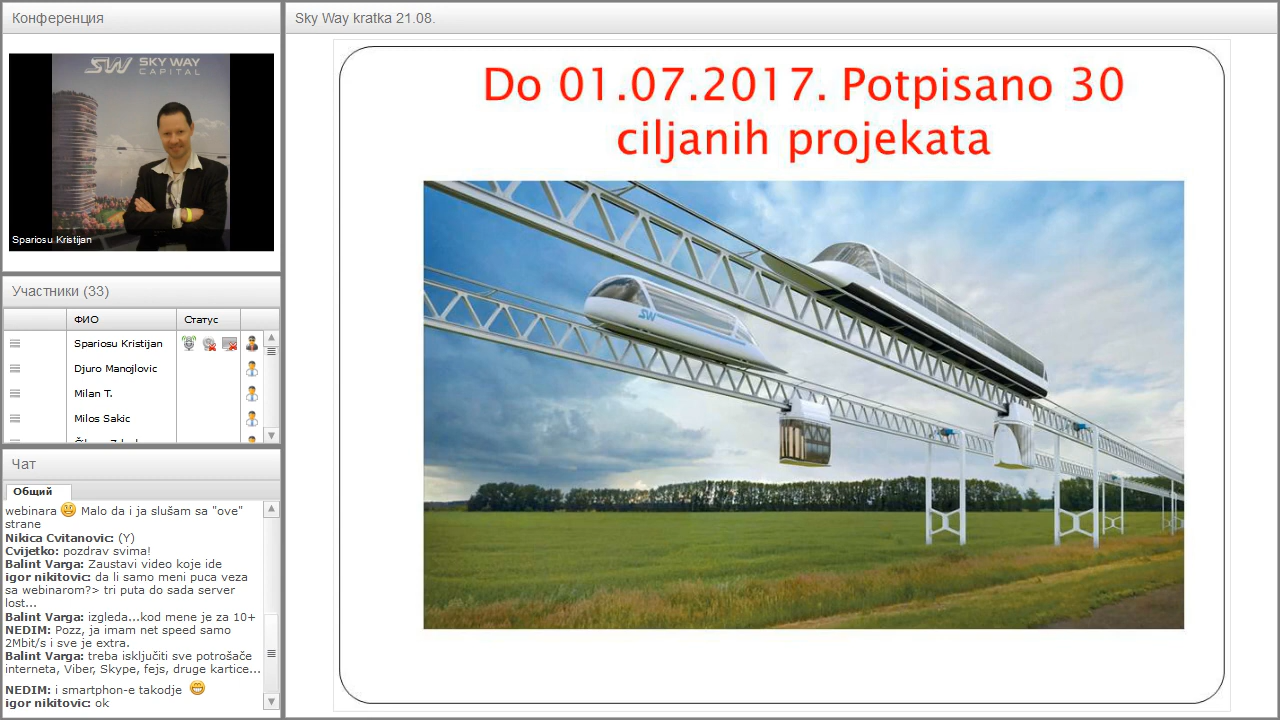 Конференция
SW SKY WAY
CAPITAL
Spariosu Kristijan
Участники (33)
ФИО Статус
Spariosu Kristijan
Djuro Manojlovic
Milan T.
Milos Sakic
Чат
Общий
webinara Malo da i ja slušam sa "ove"
strane
Nikica Cvitanovic: (Y)
Cvijetko: pozdrav svima!
Balint Varga: Zaustavi video koje ide
igor nikitovic: da li samo meni puca veza
sa webinarom?> tri puta do sada server
lost...
Balint Varga: izgleda...kod mene je za 10+
NEDIM: Pozz, ja imam net speed samo
2Mbit/s i sve je extra.
Balint Varga: treba isključiti sve potrošače
interneta, Viber, Skype, fejs, druge kartice...
NEDIM: i smartphon-e takodje
igor nikitovic: ok
Sky Way kratka 21.08.
Do 01.07.2017. Potpisano 30
ciljanih projekata
SW